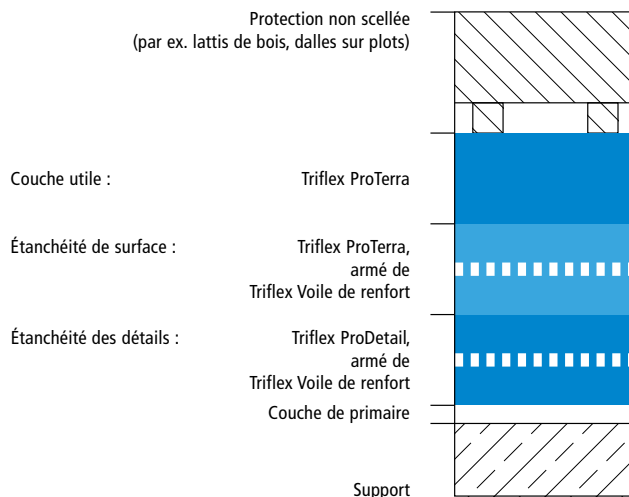 Protection non scellée
(par ex. lattis de bois, dalles sur plots)
Couche utile : Triflex ProTerra
Étanchéité de surface : Triflex ProTerra,
armé de
Triflex Voile de renfort
Étanchéité des détails : Triflex ProDetail,
armé de
Triflex Voile de renfort
Couche de primaire
Support